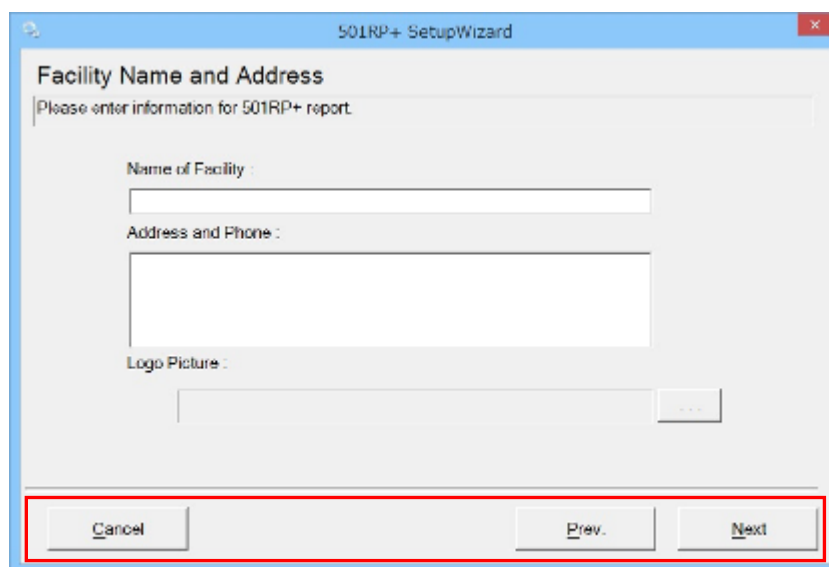 501RP+ SetupWizard
Facility Name and Address
Please enter information for 501RP+ report.
Name of Facility :
Address and Phone :
Logo Picture :
...
Cancel Prev. Next